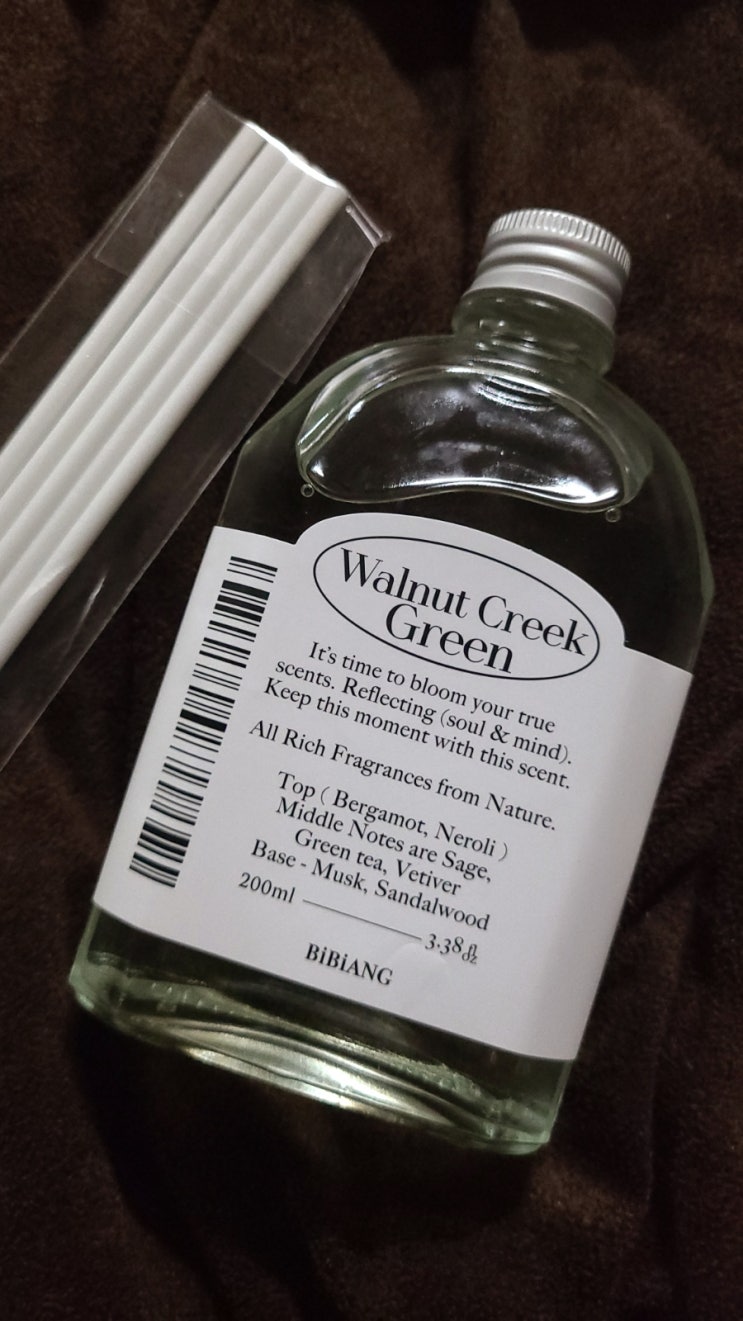 Walnut Creek
Green
It's time to bloom your true
scents. Reflecting (soul & mind).
Keep this moment with this scent.
All Rich Fragrances from Nature.
Top ( Bergamot, Neroli )
Middle Notes are Sage,
Green tea, Vetiver
Base - Musk, Sandalwood
200ml 3.38 fl oz
BiBiANG